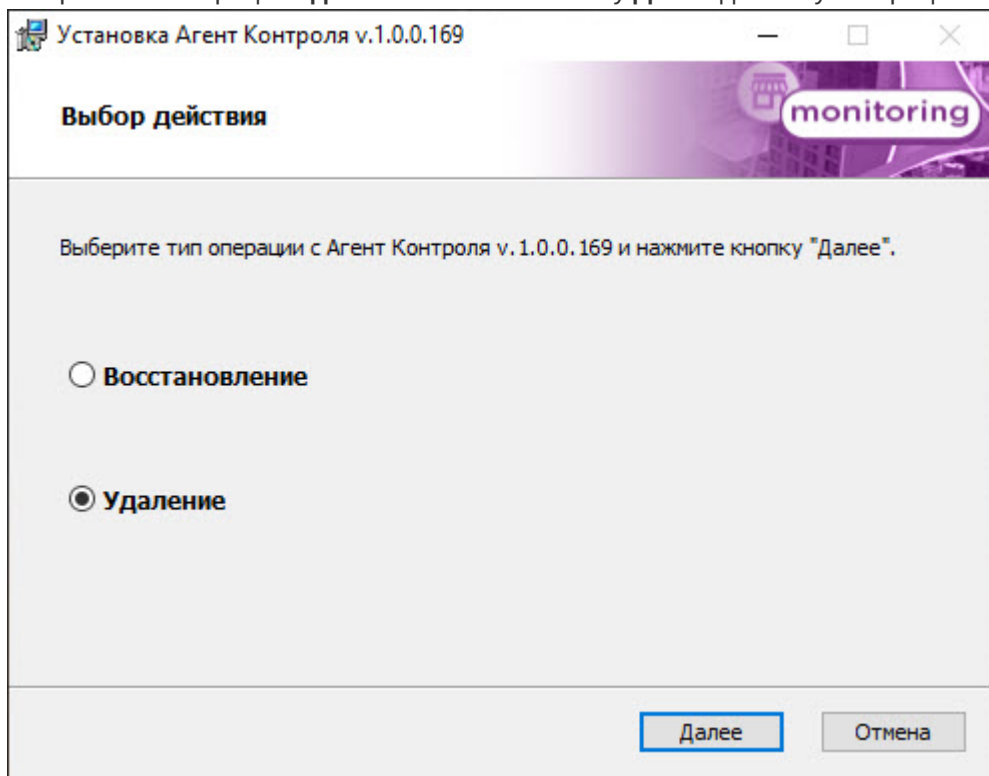 Установка Агент Контроля v.1.0.0.169
Выбор действия
monitoring
Выберите тип операции с Агент Контроля v.1.0.0.169 и нажмите кнопку "Далее".
Восстановление
Удаление
Далее
Отмена